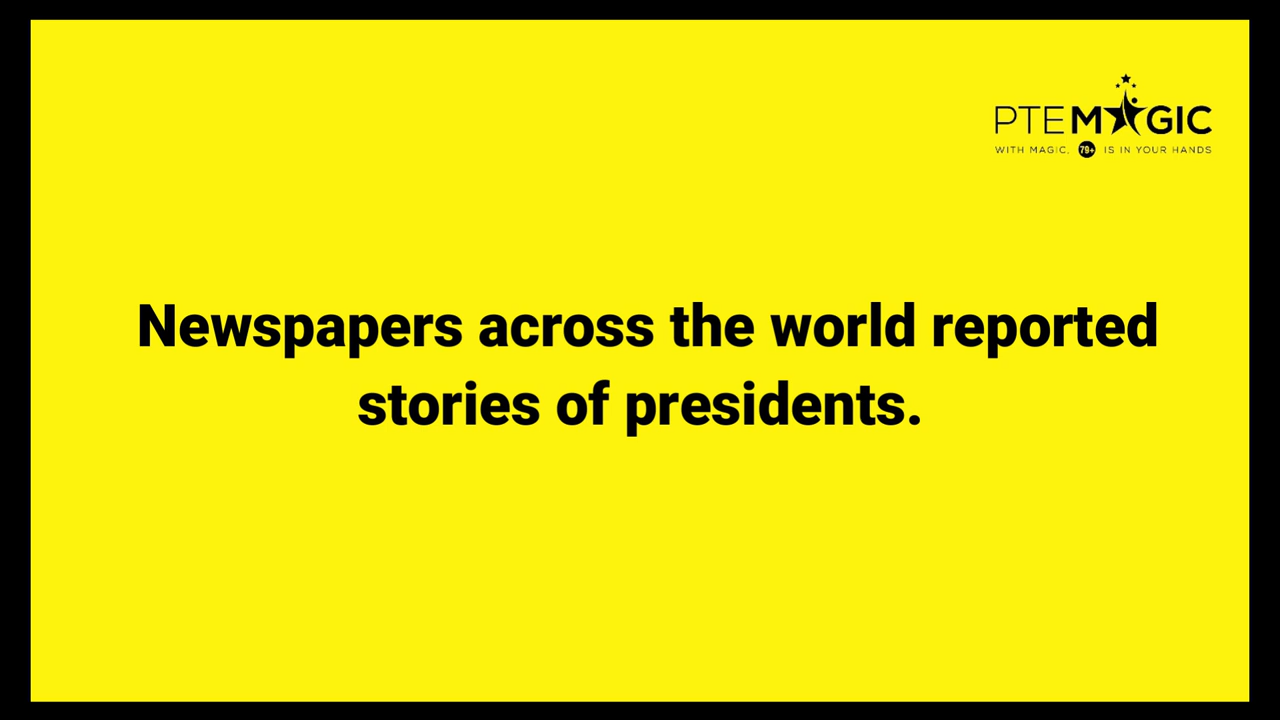 PTEMAGIC
WITH MAGIC, 79+ IS IN YOUR HANDS
Newspapers across the world reported
stories of presidents.